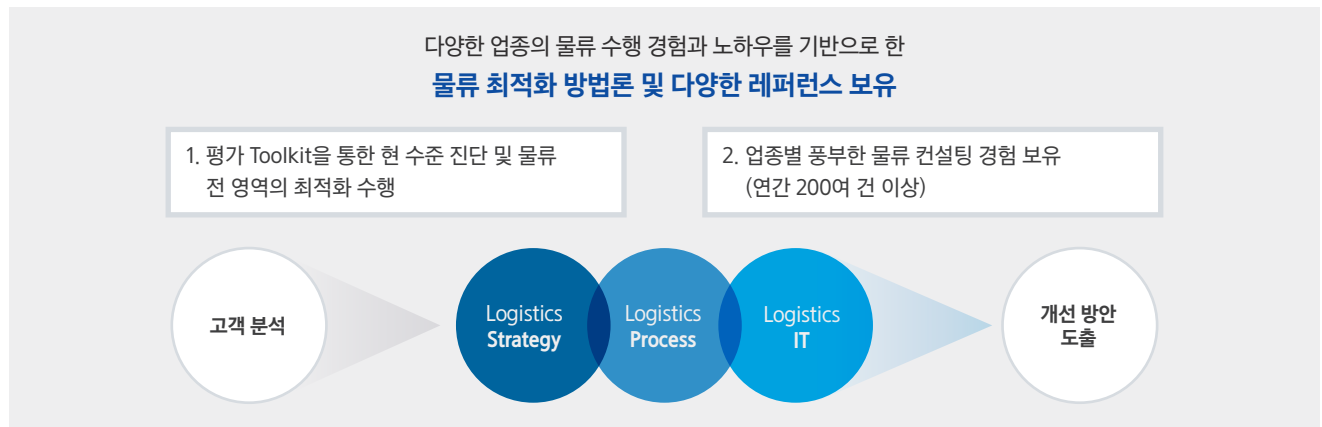 다양한 업종의 물류 수행 경험과 노하우를 기반으로 한
물류 최적화 방법론 및 다양한 레퍼런스 보유
1. 평가 Toolkit을 통한 현 수준 진단 및 물류
전 영역의 최적화 수행
2. 업종별 풍부한 물류 컨설팅 경험 보유
(연간 200여 건 이상)
고객 분석
Logistics
Strategy
Logistics
Process
Logistics
IT
개선 방안
도출